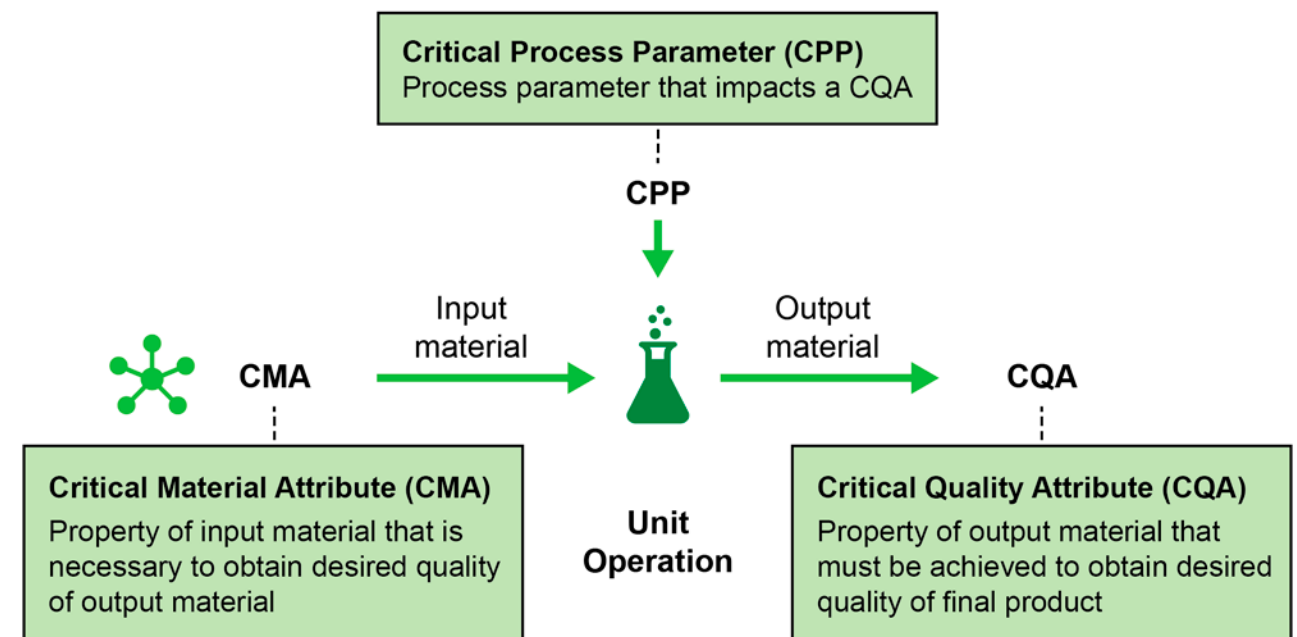 Critical Process Parameter (CPP)
Process parameter that impacts a CQA
CPP
Input
material
Output
material
CMA
CQA
Critical Material Attribute (CMA)
Property of input material that is
necessary to obtain desired quality
of output material
Unit
Operation
Critical Quality Attribute (CQA)
Property of output material that
must be achieved to obtain desired
quality of final product